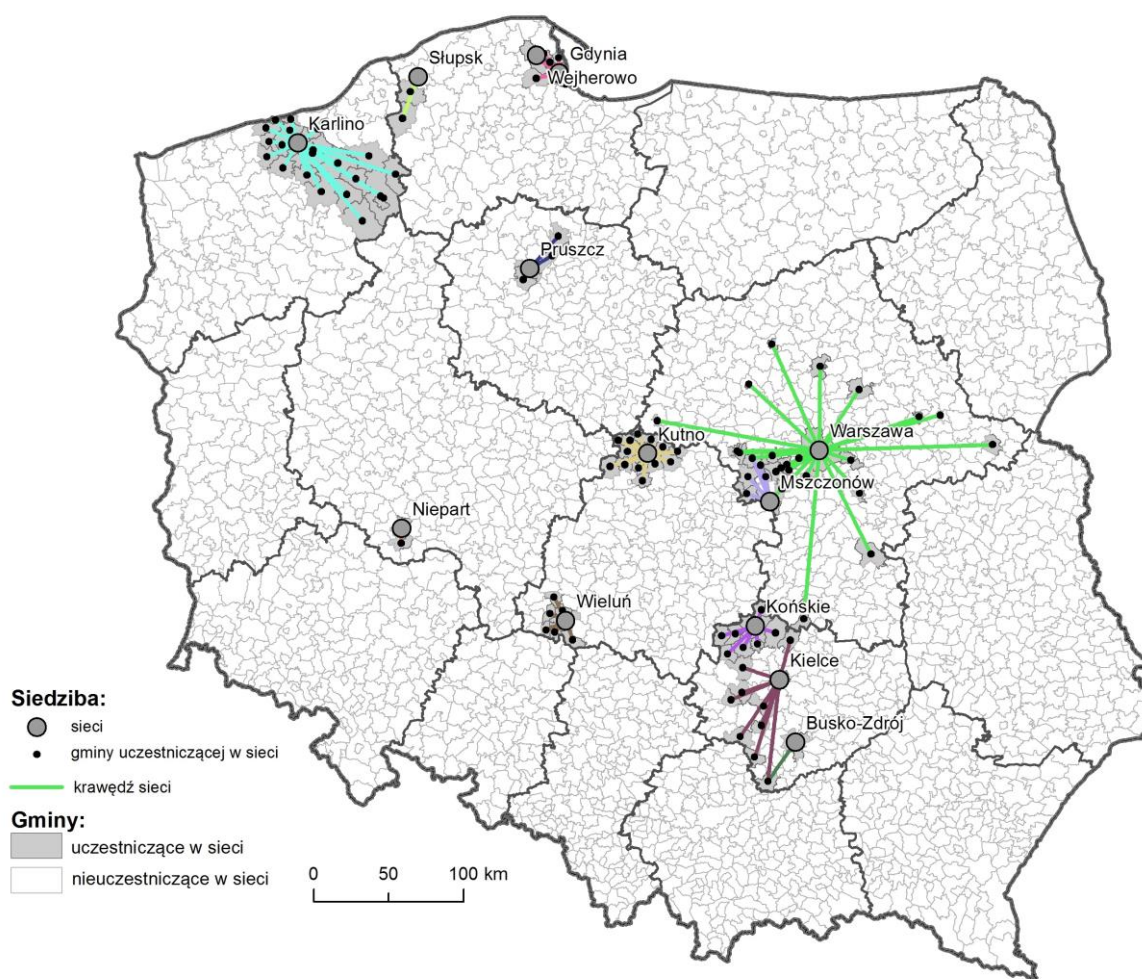 Słupsk
Gdynia
Wejherowo
Karlino
Pruszcz
Kutno
Warszawa
Mszczonów
Niepart
Wieluń
Końskie
Kielce
Busko-Zdrój
Siedziba:
sieci
gminy uczestniczącej w sieci
krawędź sieci
Gminy:
uczestniczące w sieci
nieuczestniczące w sieci
0 50 100 km